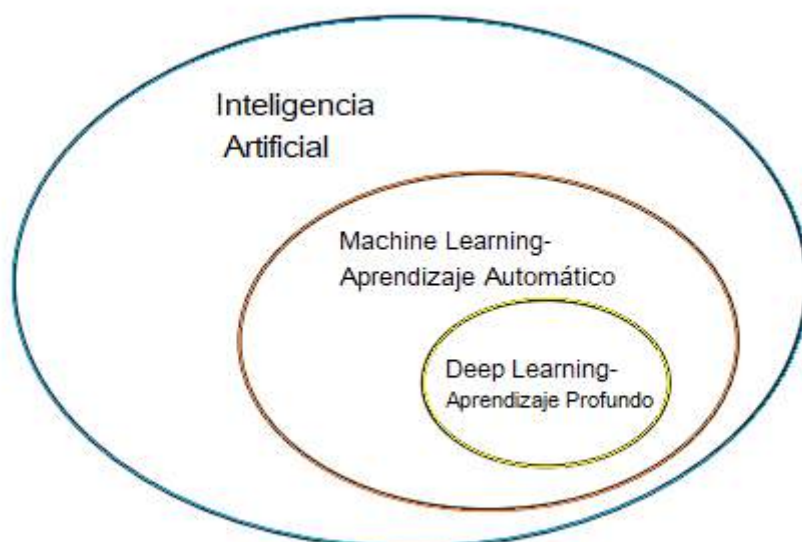 Inteligencia
Artificial
Machine Learning-
Aprendizaje Automático
Deep Learning-
Aprendizaje Profundo